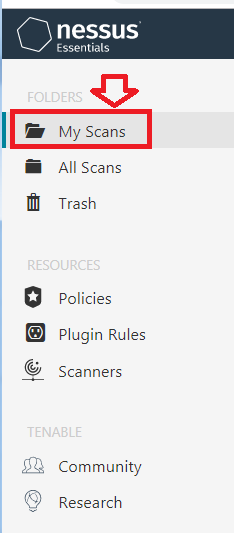 nessus
Essentials
FOLDERS
My Scans
All Scans
Trash
RESOURCES
Policies
Plugin Rules
Scanners
TENABLE
Community
Research